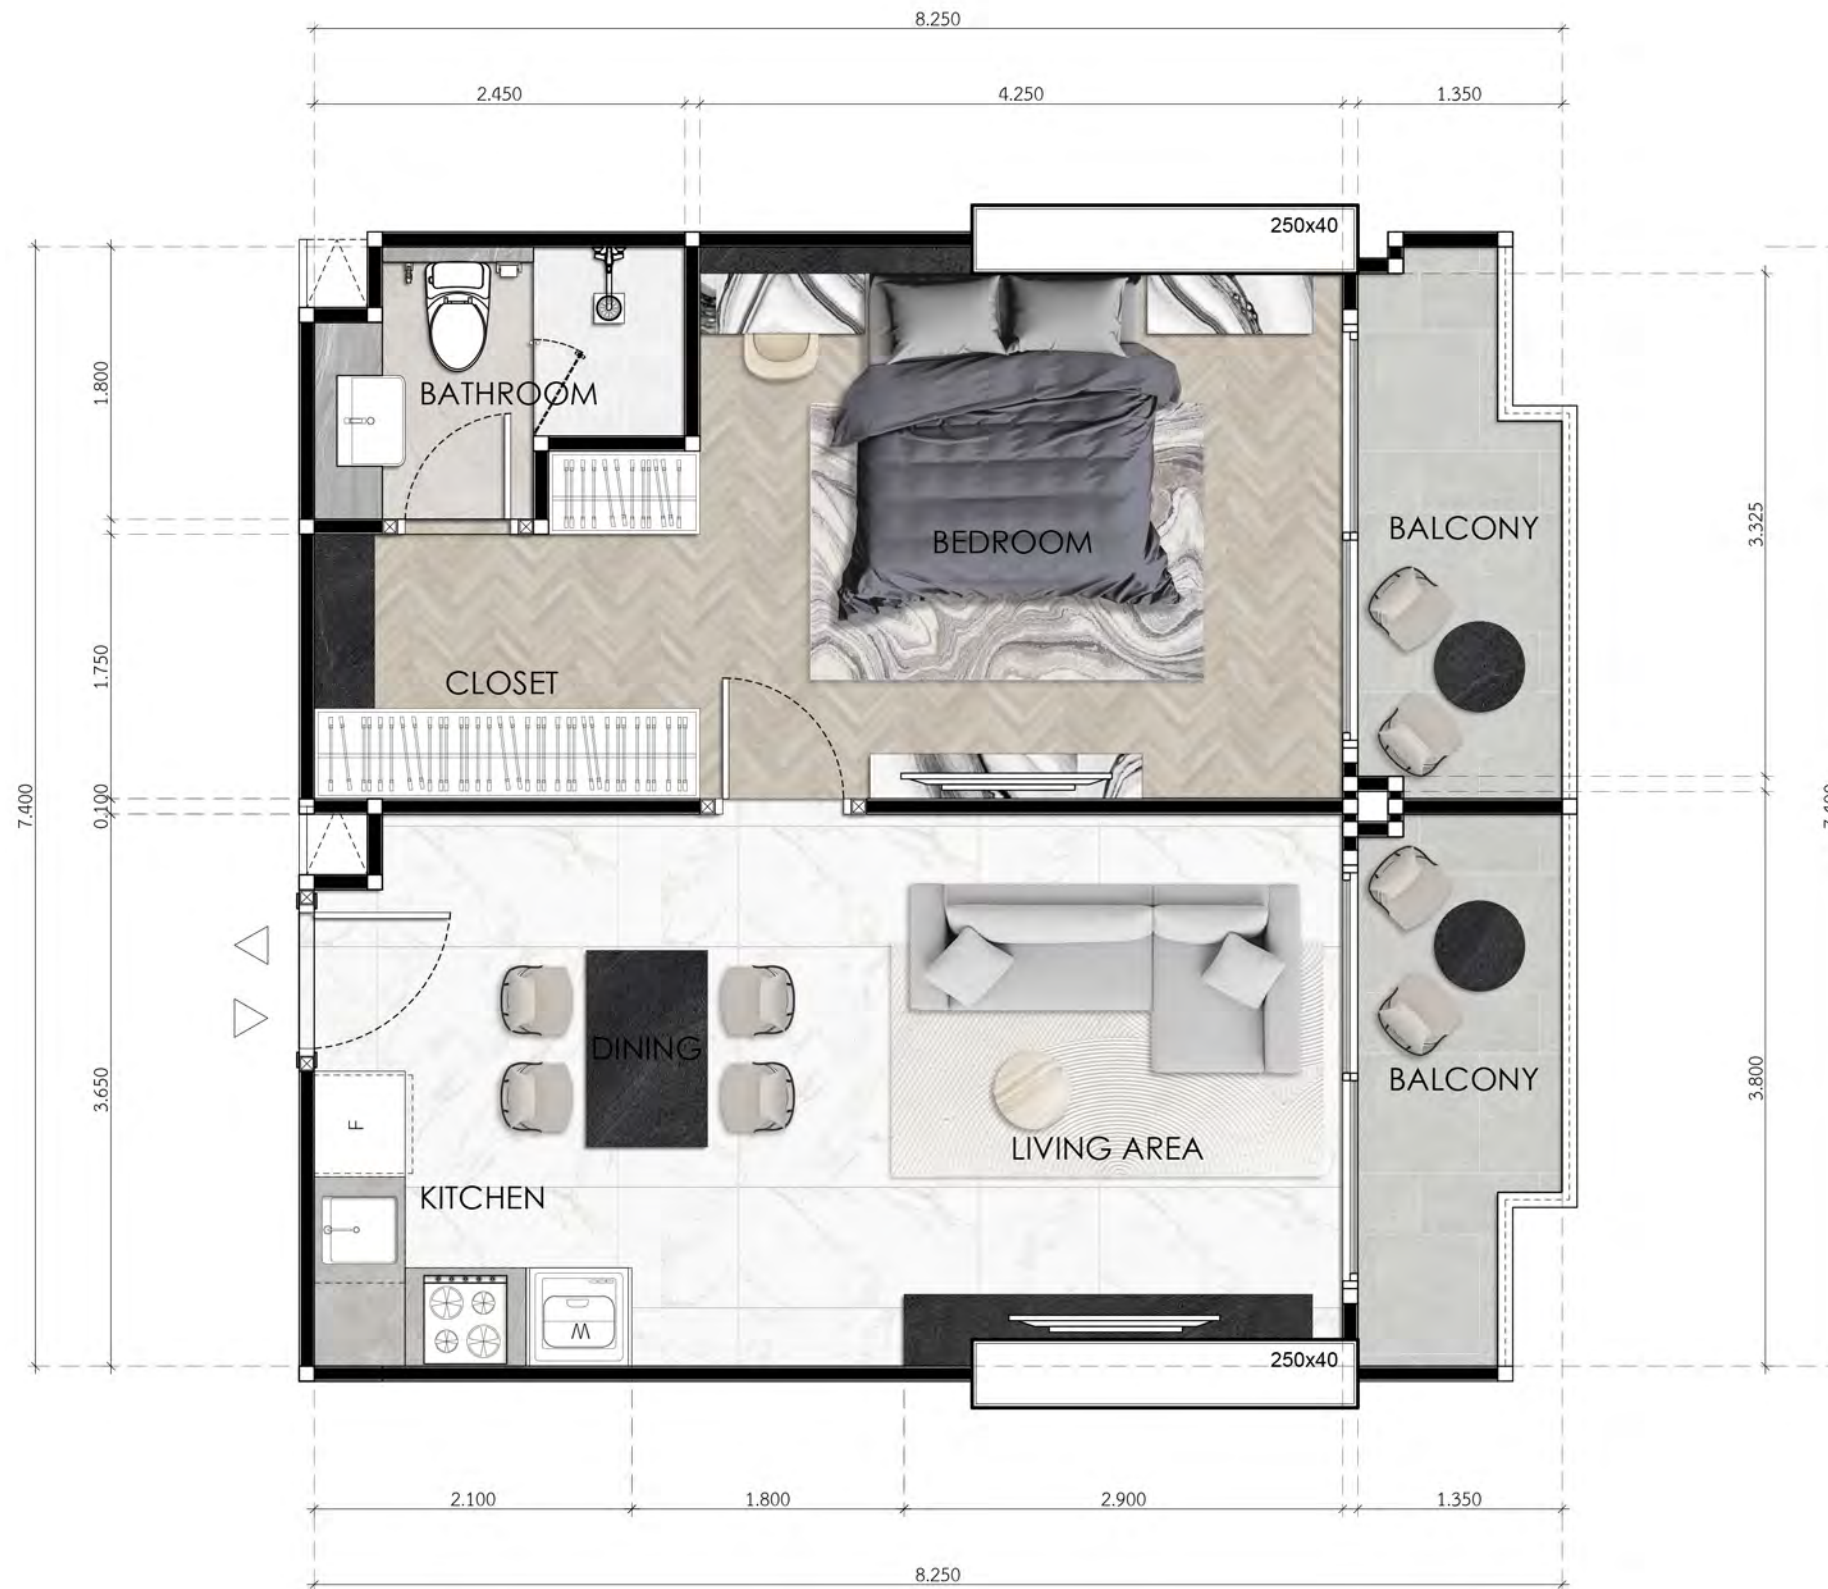 8.250
2.450
4.250
1.350
250x40
1.800
BATHROOM
BALCONY
3.325
BEDROOM
1.750
CLOSET
7.400
0.100
DINING
3.650
3.800
BALCONY
F
LIVING AREA
KITCHEN
W
250x40
2.100
1.800
2.900
1.350
8.250